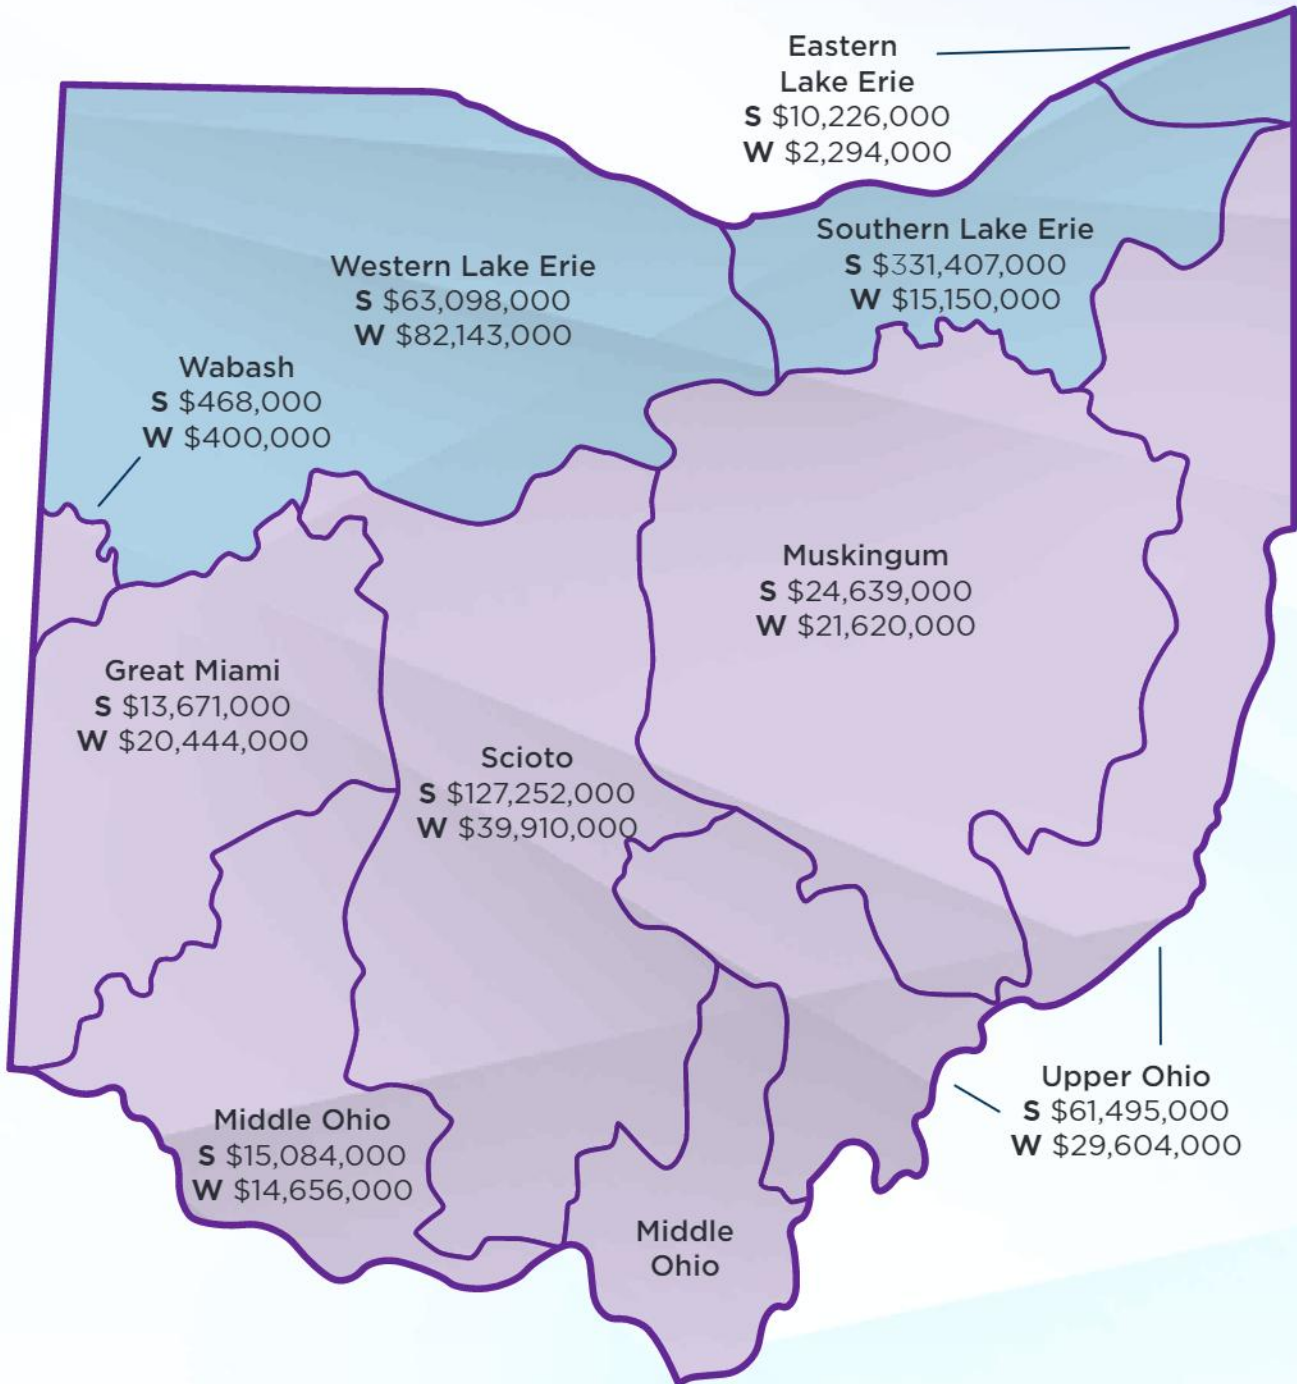 Eastern
Lake Erie
S $10,226,000
W $2,294,000
Southern Lake Erie
S $331,407,000
W $15,150,000
Western Lake Erie
S $63,098,000
W $82,143,000
Wabash
S $468,000
W $400,000
Muskingum
S $24,639,000
W $21,620,000
Great Miami
S $13,671,000
W $20,444,000
Scioto
S $127,252,000
W $39,910,000
Upper Ohio
S $61,495,000
W $29,604,000
Middle Ohio
S $15,084,000
W $14,656,000
Middle
Ohio